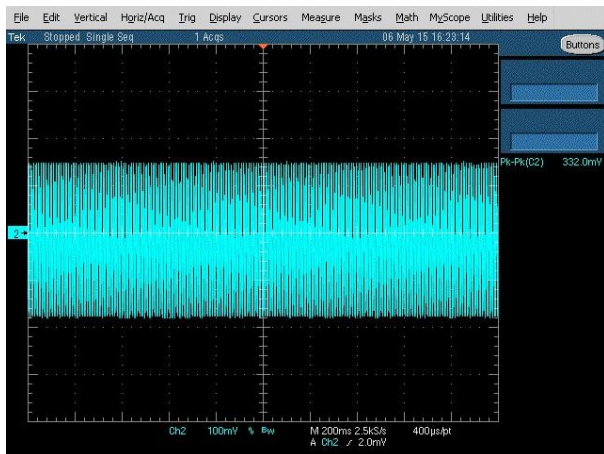 File Edit Vertical Horiz/Acq Trig Display Cursors Measure Masks Math MyScope Utilities Help
Tek Stopped Single Seq 1 Acqs 06 May 15 16:23:14
Buttons
Pk-Pk(C2) 332.0mV
2
Ch2 100mV % Bw M 200ms 2.5kS/s 400µs/pt
A Ch2 ∕ 2.0mV